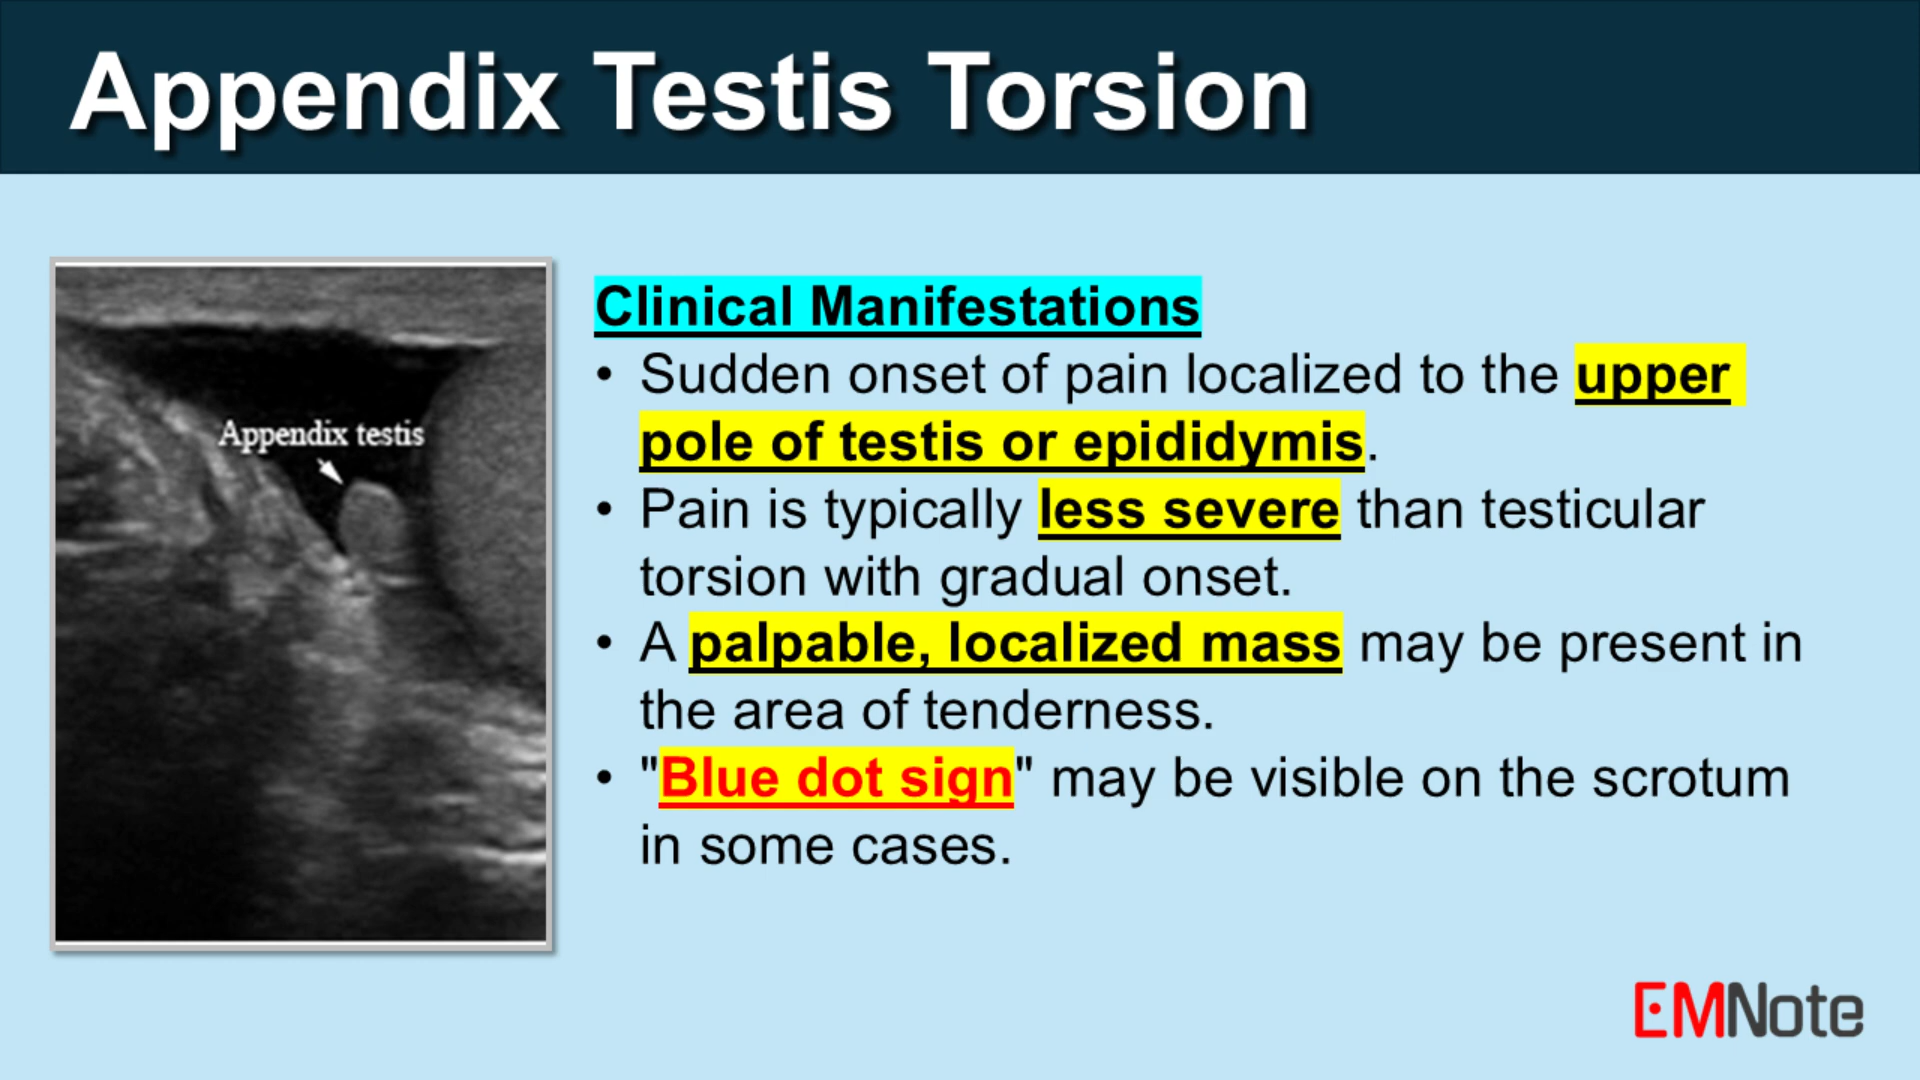 Appendix Testis Torsion
Appendix testis
Clinical Manifestations
• Sudden onset of pain localized to the upper
pole of testis or epididymis.
• Pain is typically less severe than testicular
torsion with gradual onset.
• A palpable, localized mass may be present in
the area of tenderness.
• "Blue dot sign" may be visible on the scrotum
in some cases.
EMNote